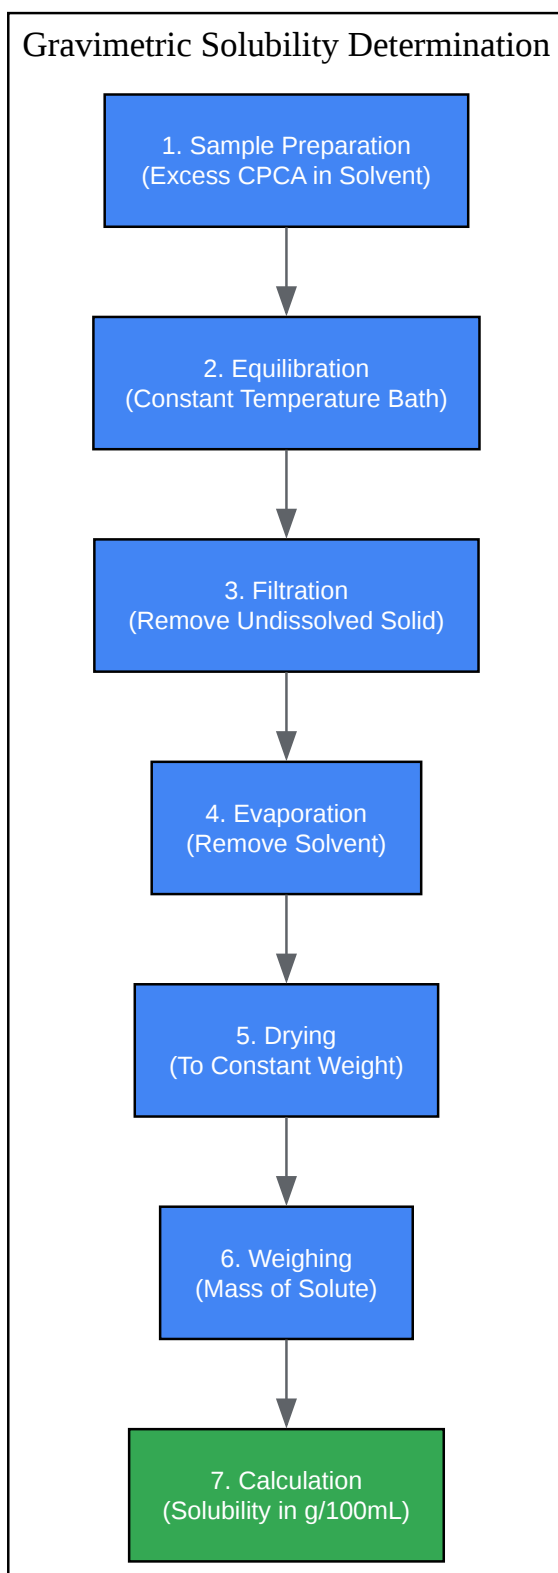 Gravimetric Solubility Determination
1. Sample Preparation
(Excess CPCA in Solvent)
2. Equilibration
(Constant Temperature Bath)
3. Filtration
(Remove Undissolved Solid)
4. Evaporation
(Remove Solvent)
5. Drying
(To Constant Weight)
6. Weighing
(Mass of Solute)
7. Calculation
(Solubility in g/100mL)